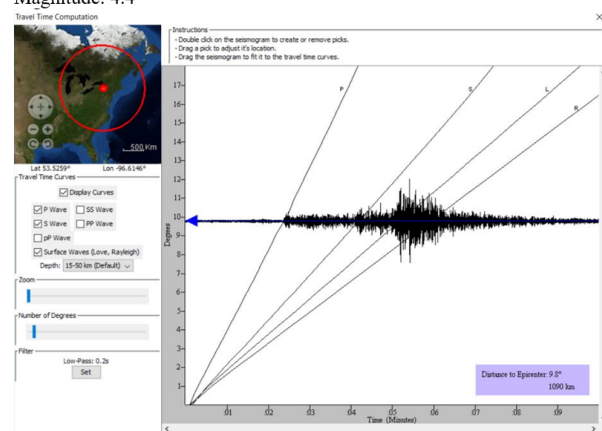 Magnitude: 4.4
Travel Time Computation
500 Km
Lat 53.5259° Lon -96.6146°
Travel Time Curves
Display Curves
P Wave SS Wave
S Wave PP Wave
pP Wave
Surface Waves (Love, Rayleigh)
Depth: 15-50 km (Default)
Zoom
Number of Degrees
Filter
Low-Pass: 0.2s
Set
Instructions
- Double click on the seismogram to create or remove picks.
- Drag a pick to adjust it's location.
- Drag the seismogram to fit it to the travel time curves.
P S L R
17
16
15
14
13
12
11
10
9
8
7
6
5
4
3
2
1
Degrees
Distance to Epicenter: 9.8°
1090 km
:01 :02 :03 :04 :05 :06 :07 :08 :09
Time (Minutes)